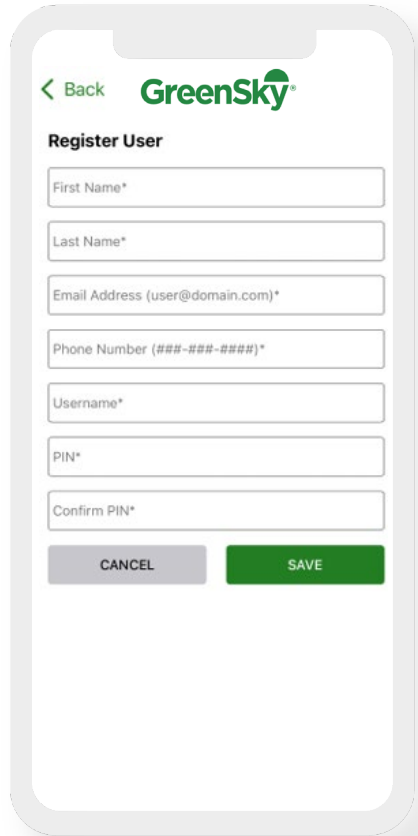 Back
GreenSky®
Register User
First Name*
Last Name*
Email Address (user@domain.com)*
Phone Number (###-###-####)*
Username*
PIN*
Confirm PIN*
CANCEL
SAVE